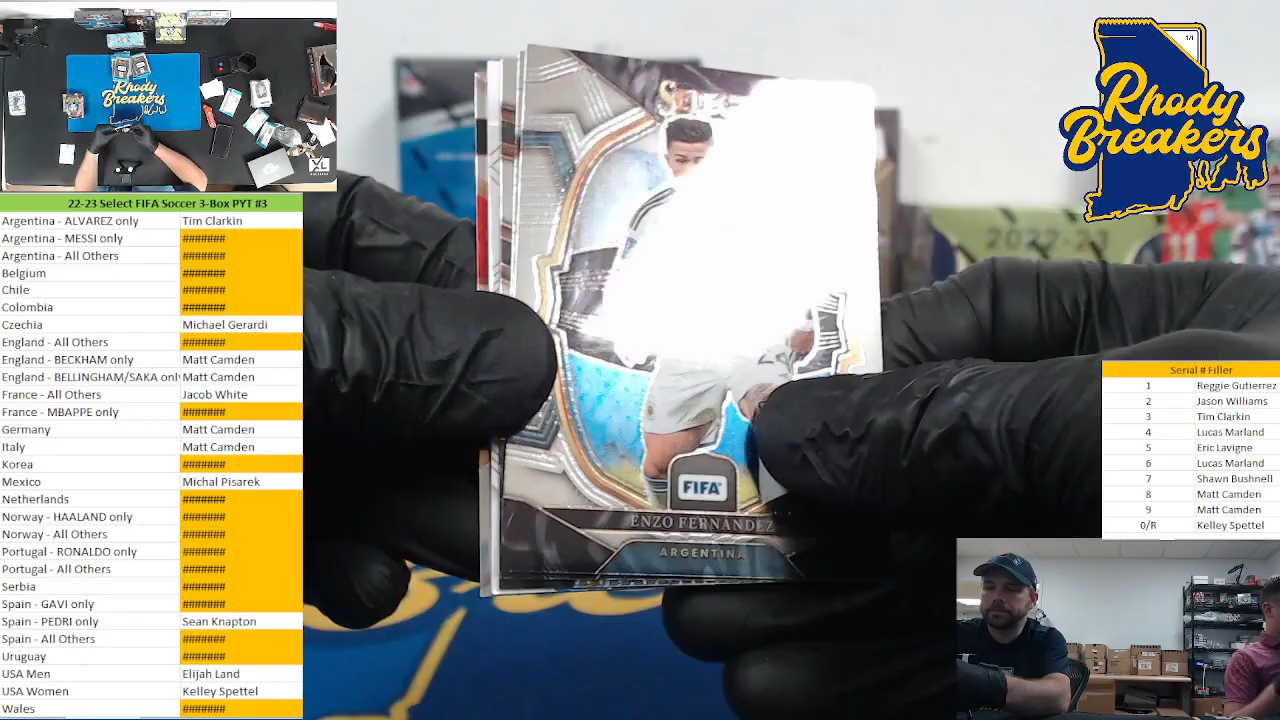 Rhody
Breakers
XL
22-23 Select FIFA Soccer 3-Box PYT #3
Argentina - ALVAREZ only Tim Clarkin
Argentina - MESSI only #######
Argentina - All Others #######
Belgium #######
Chile #######
Colombia #######
Czechia Michael Gerardi
England - All Others #######
England - BECKHAM only Matt Camden
England - BELLINGHAM/SAKA only Matt Camden
France - All Others Jacob White
France - MBAPPE only #######
Germany Matt Camden
Italy Matt Camden
Korea #######
Mexico Michal Pisarek
Netherlands #######
Norway - HAALAND only #######
Norway - All Others #######
Portugal - RONALDO only #######
Portugal - All Others #######
Serbia #######
Spain - GAVI only #######
Spain - PEDRI only Sean Knapton
Spain - All Others #######
Uruguay #######
USA Men Elijah Land
USA Women Kelley Spettel
Wales #######
2022-23
FIFA
ENZO FERNÁNDEZ
ARGENTINA
1/1
Rhody
Breakers
Serial # Filler
1 Reggie Gutierrez
2 Jason Williams
3 Tim Clarkin
4 Lucas Marland
5 Eric Lavigne
6 Lucas Marland
7 Shawn Bushnell
8 Matt Camden
9 Matt Camden
0/R Kelley Spettel